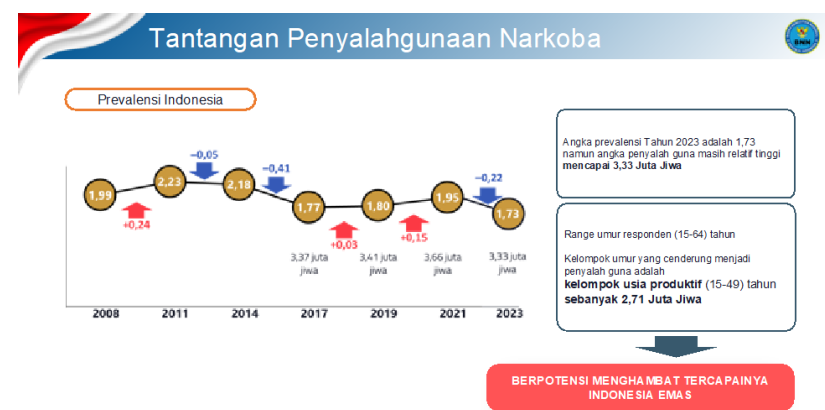 Tantangan Penyalahgunaan Narkoba
BNN
Prevalensi Indonesia
−0,05
−0,41
−0,22
1,99
2,23
2,18
1,77
1,80
1,95
1,73
+0,24
+0,03
+0,15
3,37 juta
jiwa
3,41 juta
jiwa
3,66 juta
jiwa
3,33 juta
jiwa
2008
2011
2014
2017
2019
2021
2023
Angka prevalensi Tahun 2023 adalah 1,73
namun angka penyalah guna masih relatif tinggi
mencapai 3,33 Juta Jiwa
Range umur responden (15-64) tahun
Kelompok umur yang cenderung menjadi
penyalah guna adalah
kelompok usia produktif (15-49) tahun
sebanyak 2,71 Juta Jiwa
BERPOTENSI MENGHAMBAT TERCAPAINYA
INDONESIA EMAS